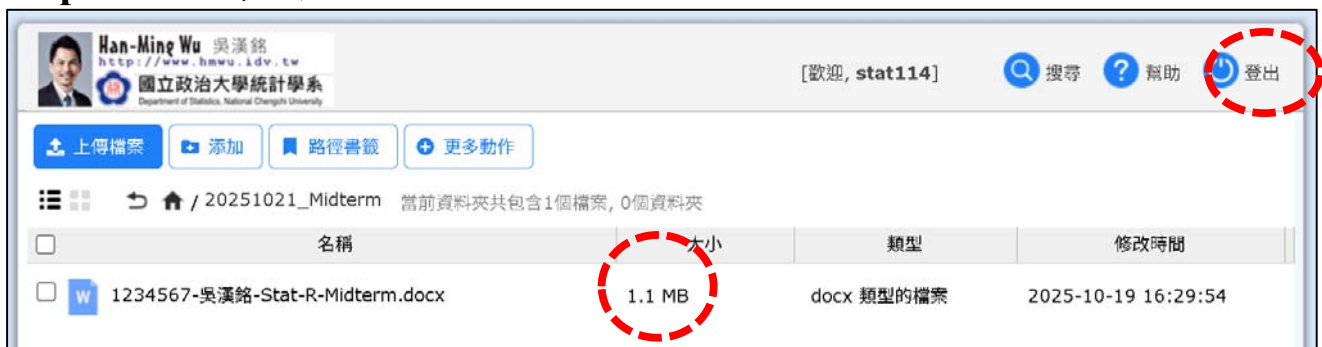 Han-Ming Wu 吳漢銘
http://www.hmwu.idv.tw
國立政治大學統計學系
Department of Statistics, National Chengchi University
[歡迎, stat114]
搜尋
幫助
登出
上傳檔案
添加
路徑書籤
更多動作
/ 20251021_Midterm 當前資料夾共包含1個檔案, 0個資料夾
名稱 大小 類型 修改時間
1234567-吳漢銘-Stat-R-Midterm.docx 1.1 MB docx 類型的檔案 2025-10-19 16:29:54